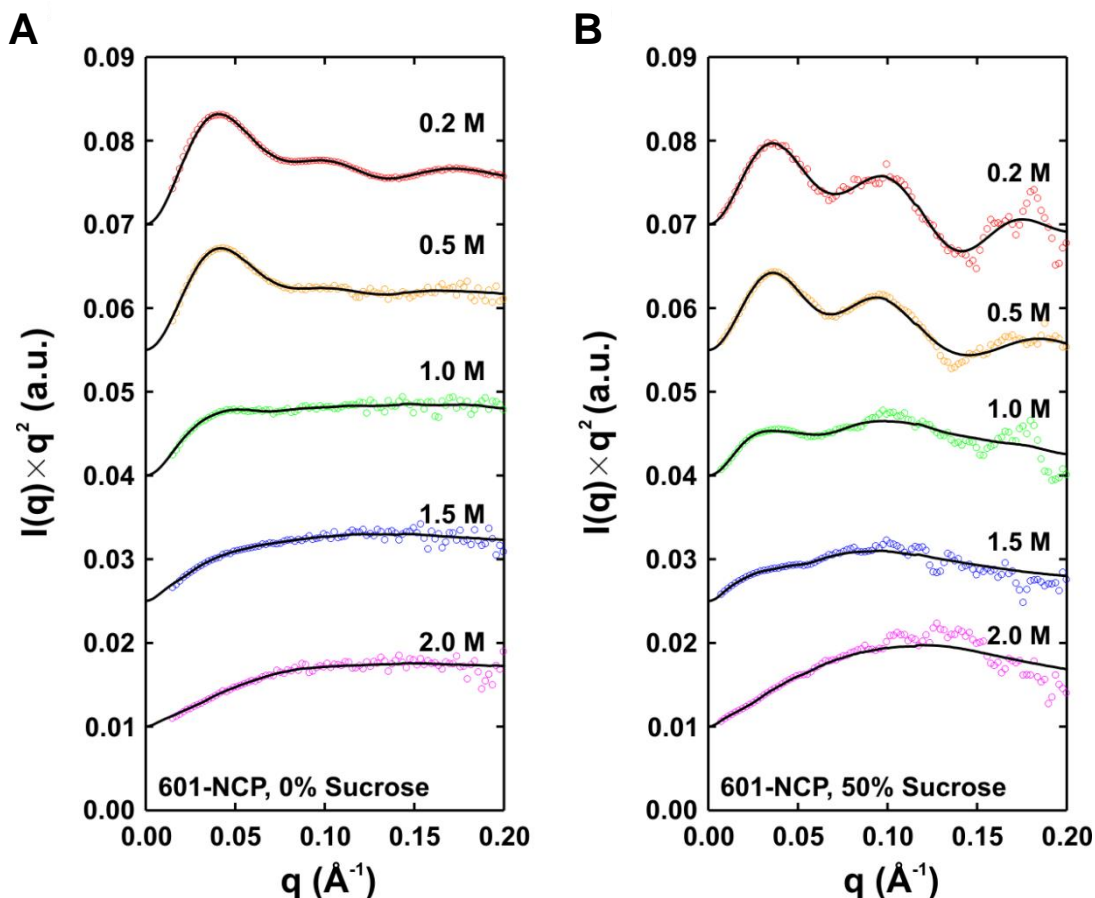 A
0.09
0.08
0.07
0.06
0.05
0.04
0.03
0.02
0.01
0.00
I(q) × q² (a.u.)
0.2 M
0.5 M
1.0 M
1.5 M
2.0 M
601-NCP, 0% Sucrose
0.00 0.05 0.10 0.15 0.20
q (Å⁻¹)
B
0.09
0.08
0.07
0.06
0.05
0.04
0.03
0.02
0.01
0.00
I(q) × q² (a.u.)
0.2 M
0.5 M
1.0 M
1.5 M
2.0 M
601-NCP, 50% Sucrose
0.00 0.05 0.10 0.15 0.20
q (Å⁻¹)